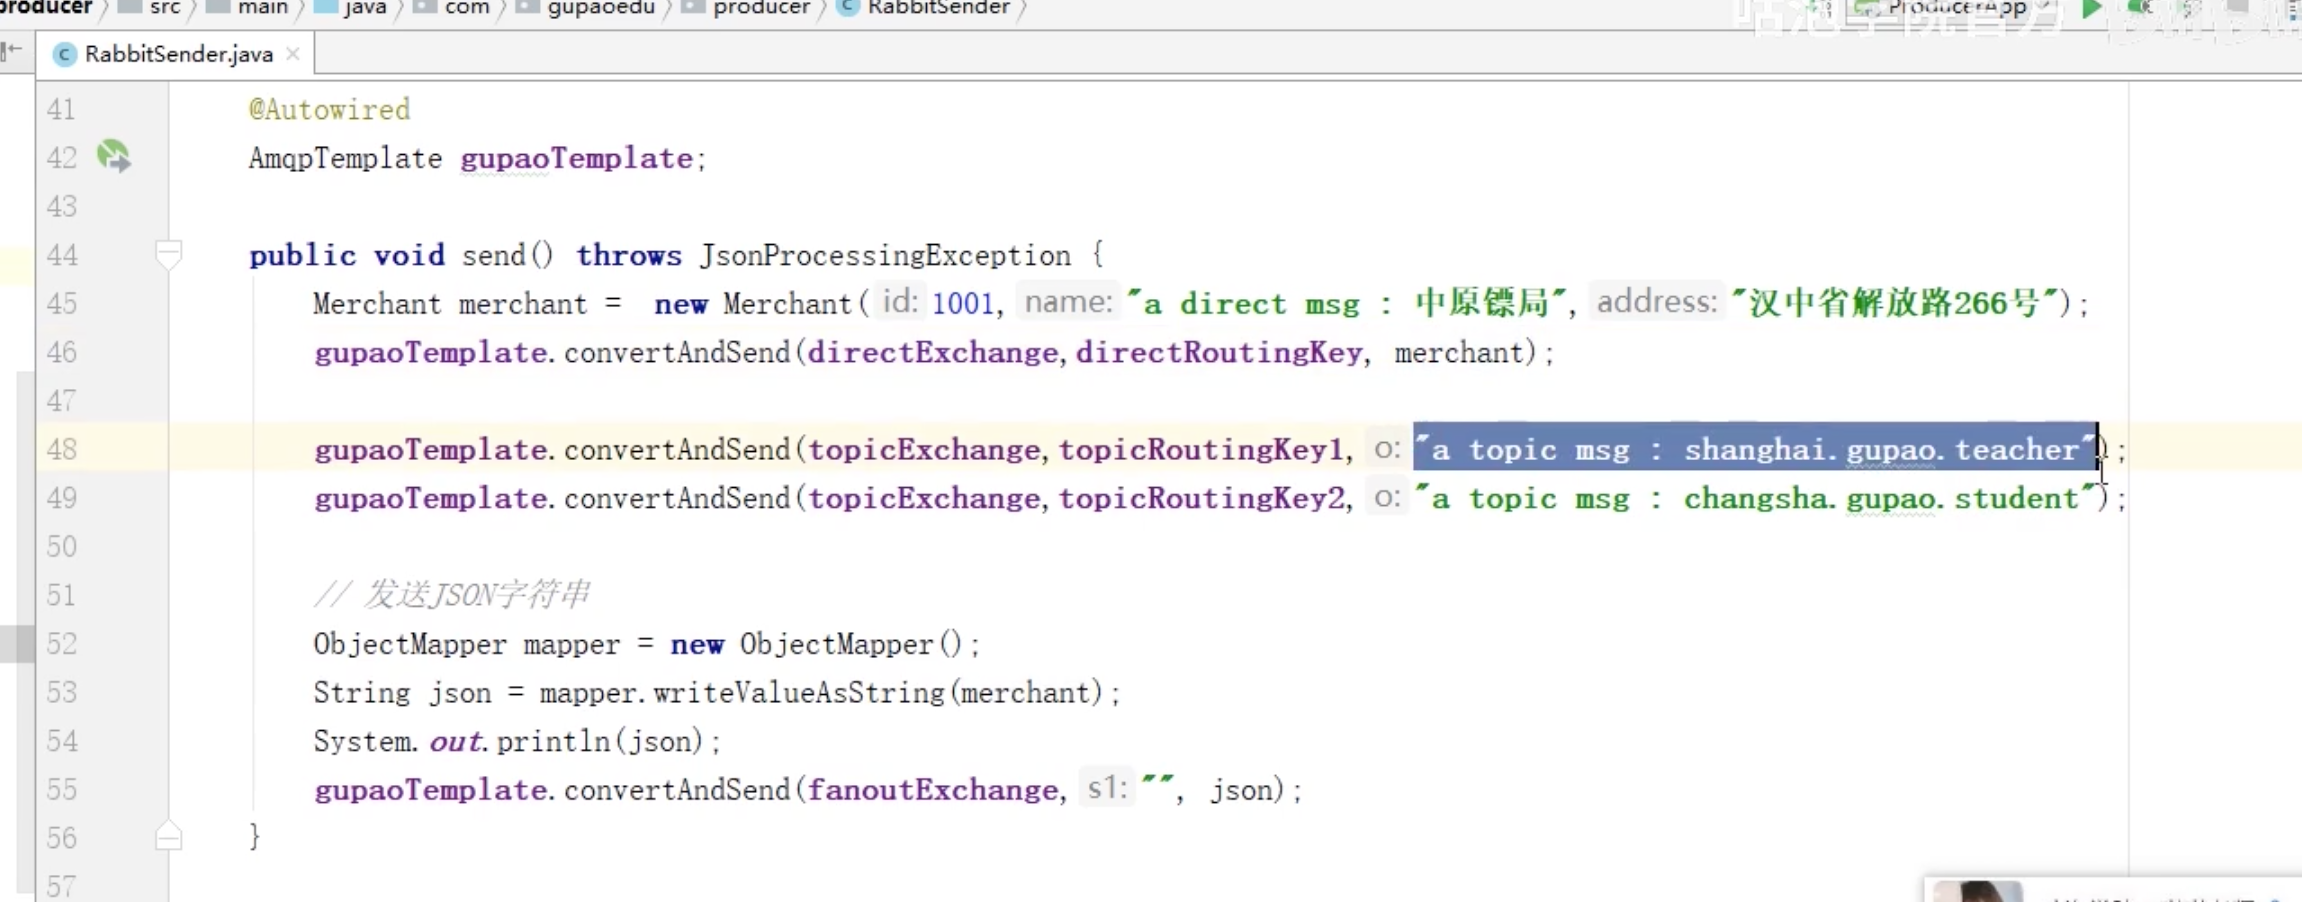 producer src main java com gupaoedu producer RabbitSender ProducerApp
RabbitSender.java
41 @Autowired
42 AmqpTemplate gupaoTemplate;
43
44 public void send() throws JsonProcessingException {
45 Merchant merchant = new Merchant( id: 1001, name: "a direct msg : 中原镖局", address: "汉中省解放路266号");
46 gupaoTemplate.convertAndSend(directExchange,directRoutingKey, merchant);
47
48 gupaoTemplate.convertAndSend(topicExchange,topicRoutingKey1, o: "a topic msg : shanghai.gupao.teacher");
49 gupaoTemplate.convertAndSend(topicExchange,topicRoutingKey2, o: "a topic msg : changsha.gupao.student");
50
51 // 发送JSON字符串
52 ObjectMapper mapper = new ObjectMapper();
53 String json = mapper.writeValueAsString(merchant);
54 System.out.println(json);
55 gupaoTemplate.convertAndSend(fanoutExchange, s1: "", json);
56 }
57